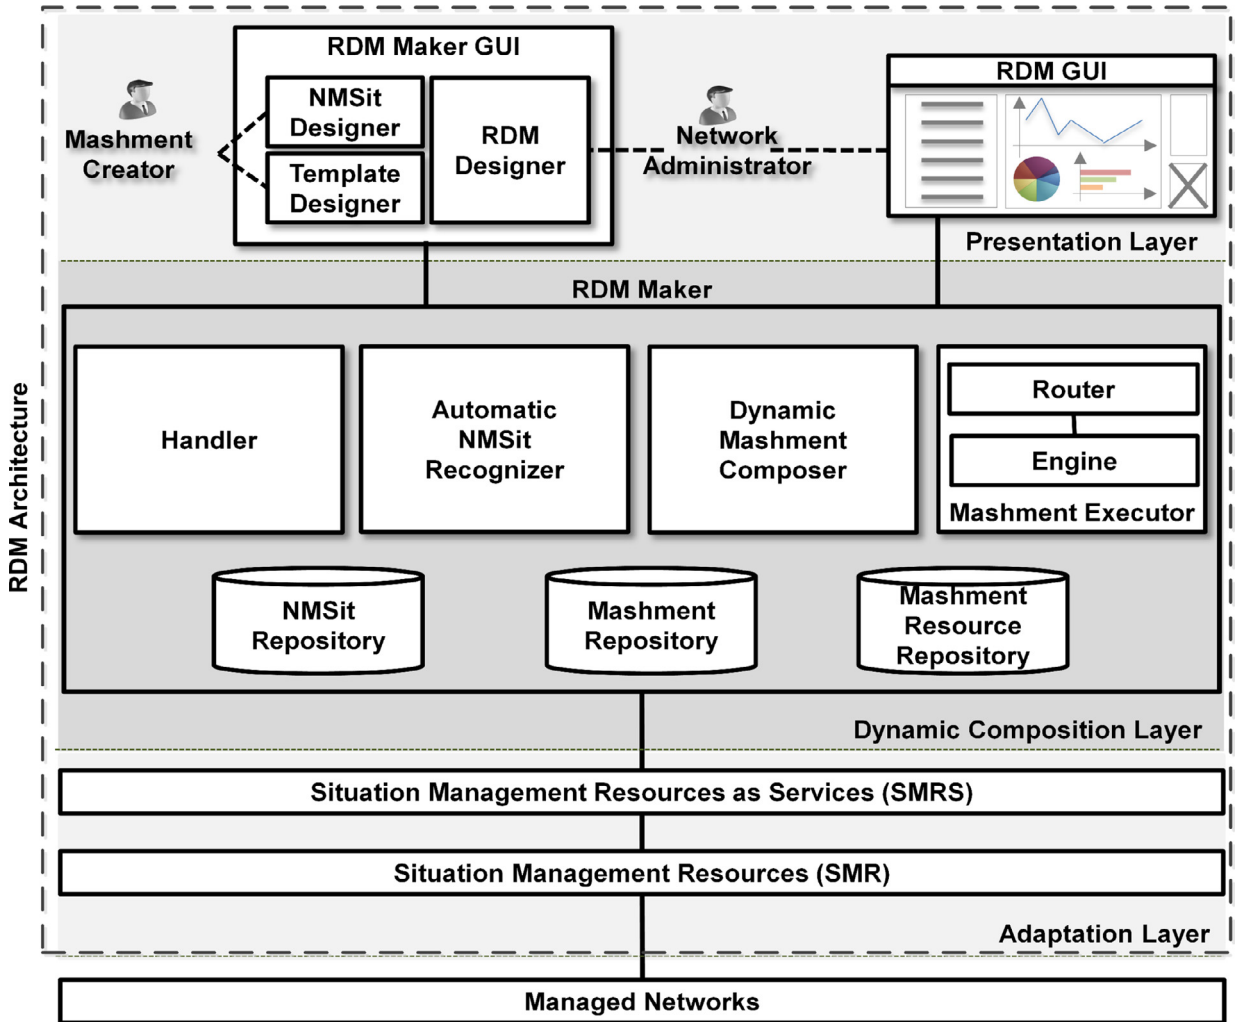 RDM Maker GUI
NMSit
Designer
Template
Designer
RDM
Designer
Mashment
Creator
Network
Administrator
RDM GUI
Presentation Layer
RDM Maker
RDM Architecture
Handler
Automatic
NMSit
Recognizer
Dynamic
Mashment
Composer
Router
Engine
Mashment Executor
NMSit
Repository
Mashment
Repository
Mashment
Resource
Repository
Dynamic Composition Layer
Situation Management Resources as Services (SMRS)
Situation Management Resources (SMR)
Adaptation Layer
Managed Networks